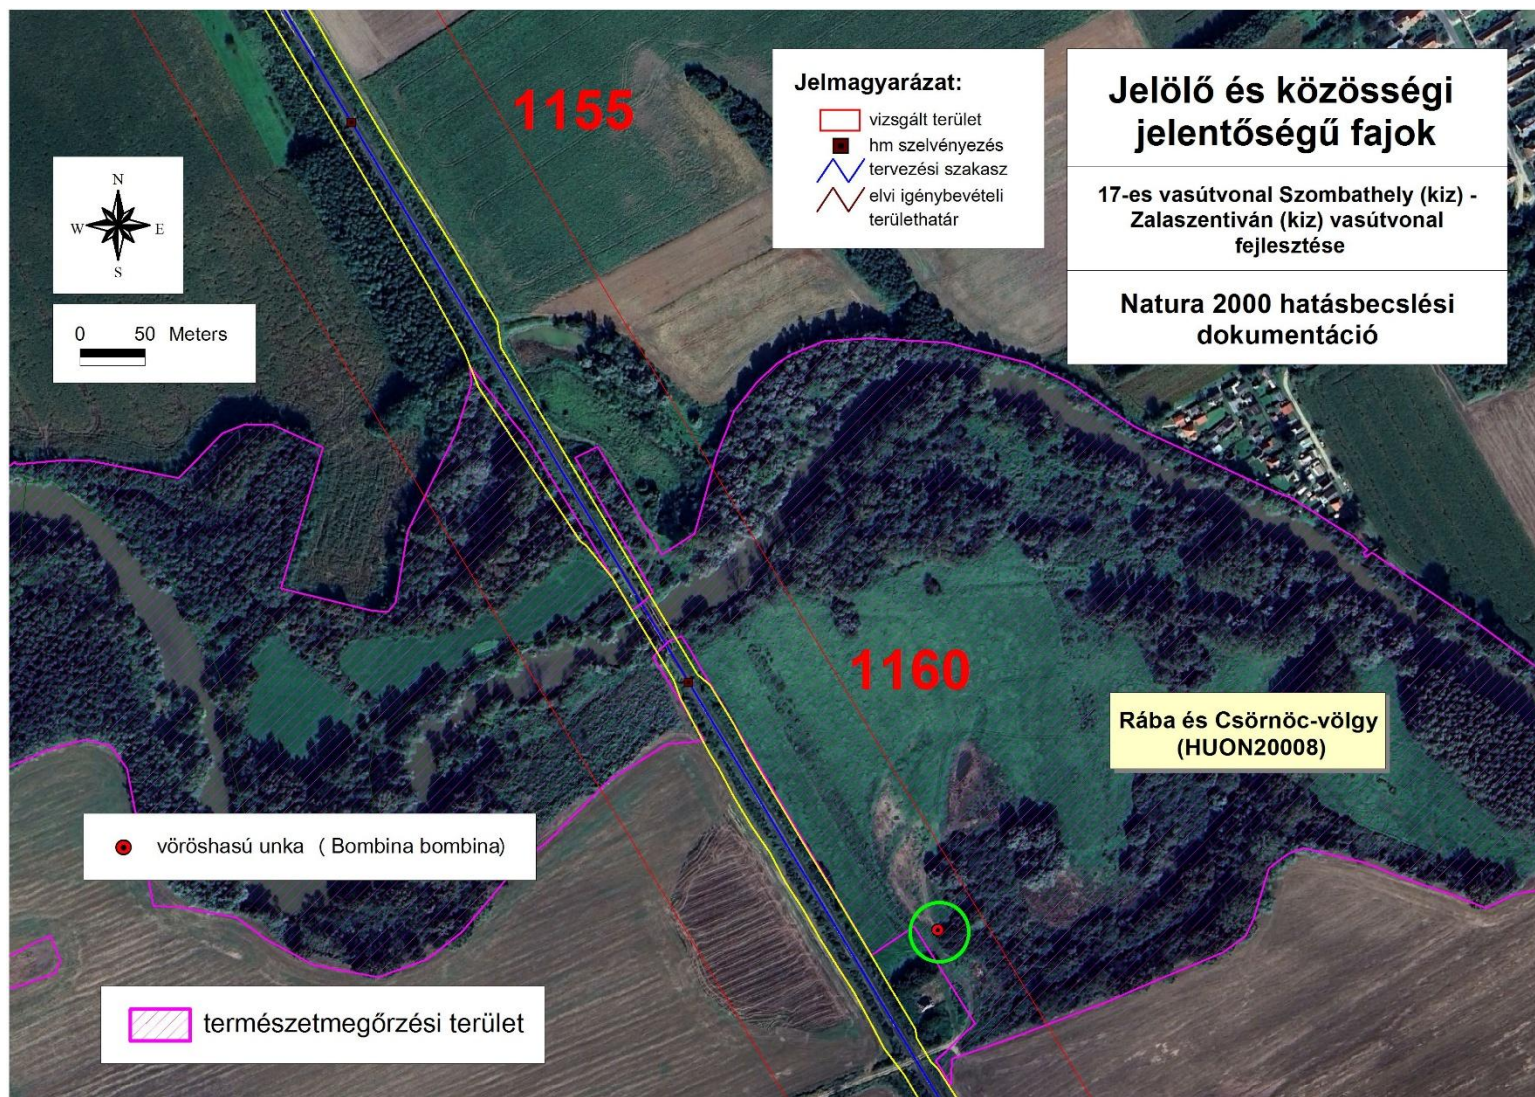 Jelölő és közösségi
jelentőségű fajok
17-es vasútvonal Szombathely (kiz) -
Zalaszentiván (kiz) vasútvonal
fejlesztése
Natura 2000 hatásbecslési
dokumentáció
Jelmagyarázat:
vizsgált terület
hm szelvényezés
tervezési szakasz
elvi igénybevételi
területhatár
1155
N
W E
S
0 50 Meters
1160
Rába és Csörnöc-völgy
(HUON20008)
vöröshasú unka ( Bombina bombina)
természetmegőrzési terület